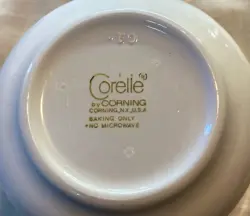 Corelle®
BY CORNING
CORNING, N.Y., U.S.A.
BAKING ONLY
NO MICROWAVE